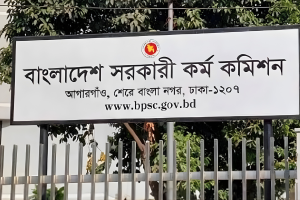 বাংলাদেশ সরকারী কর্ম কমিশন
আগারগাঁও, শেরে বাংলা নগর, ঢাকা-১২০৭
www.bpsc.gov.bd